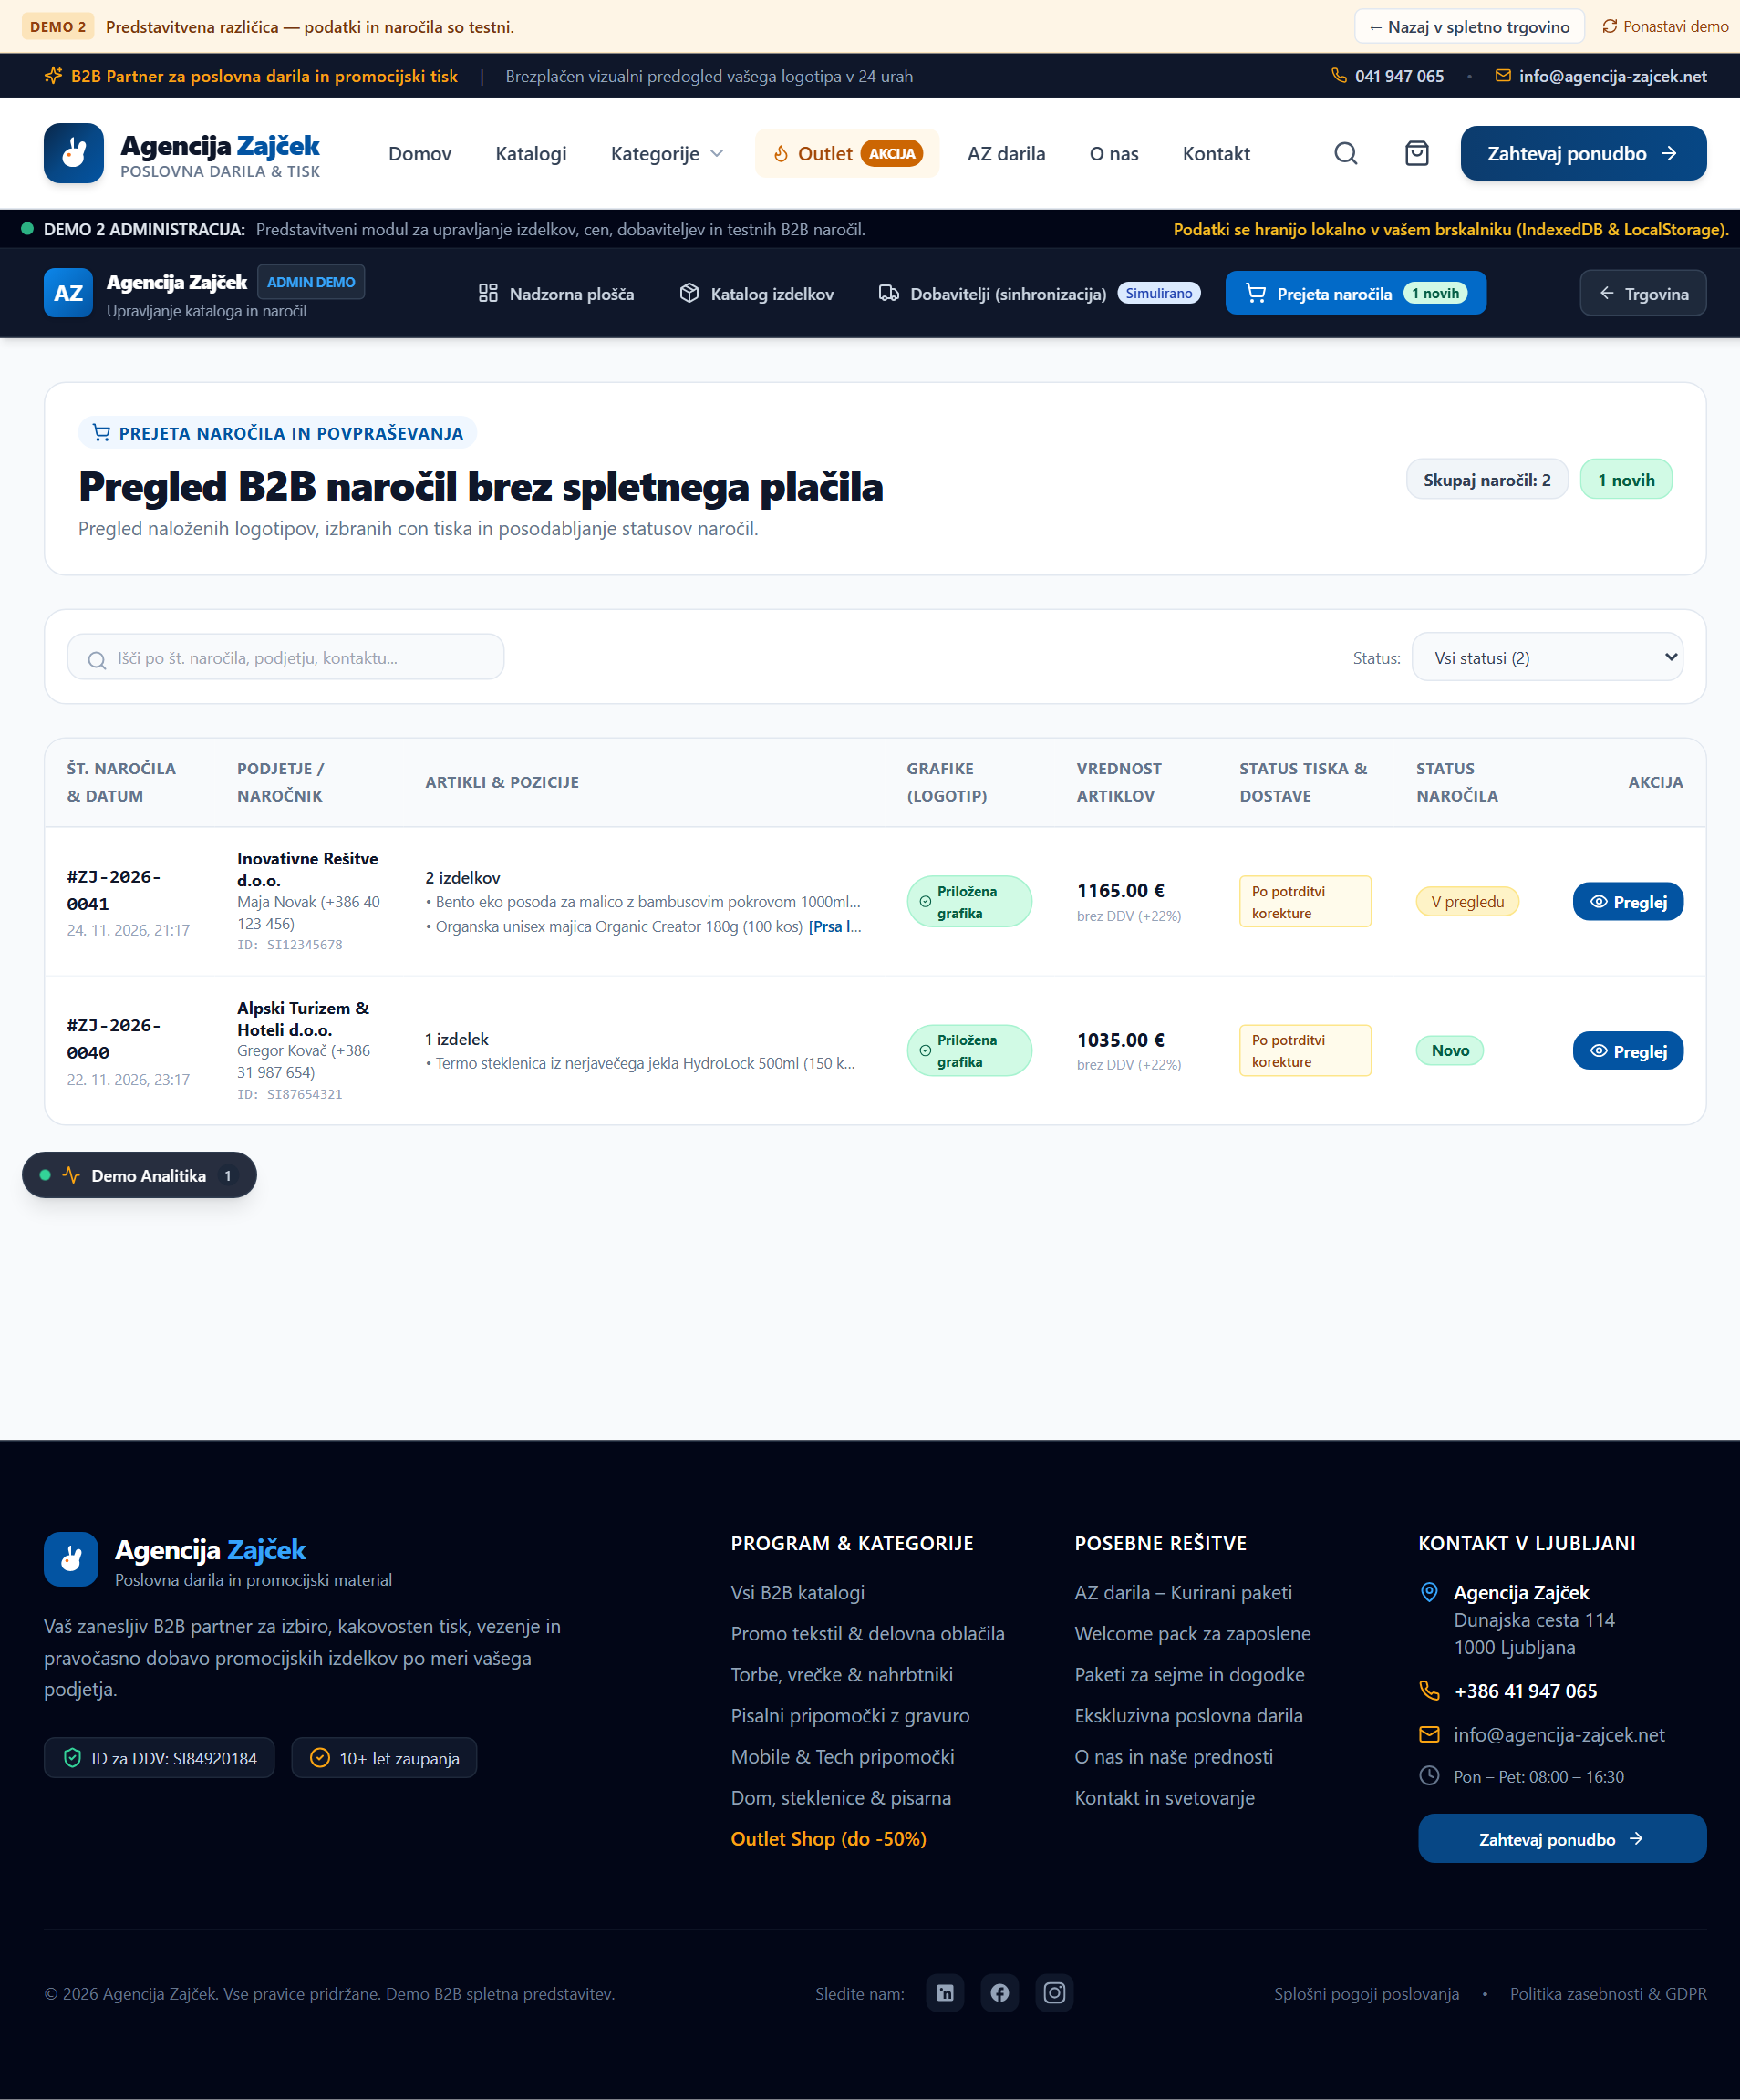 DEMO 2 Predstavitvena različica — podatki in naročila so testni. ← Nazaj v spletno trgovino Ponastavi demo
B2B Partner za poslovna darila in promocijski tisk | Brezplačen vizualni predogled vašega logotipa v 24 urah 041 947 065 • info@agencija-zajcek.net
Agencija Zajček
POSLOVNA DARILA & TISK
Domov Katalogi Kategorije Outlet AKCIJA AZ darila O nas Kontakt Zahtevaj ponudbo →
DEMO 2 ADMINISTRACIJA: Predstavitveni modul za upravljanje izdelkov, cen, dobaviteljev in testnih B2B naročil. Podatki se hranijo lokalno v vašem brskalniku (IndexedDB & LocalStorage).
AZ Agencija Zajček ADMIN DEMO
Upravljanje kataloga in naročil
Nadzorna plošča Katalog izdelkov Dobavitelji (sinhronizacija) Simulirano Prejeta naročila 1 novih ← Trgovina
PREJETA NAROČILA IN POVPRAŠEVANJA
Pregled B2B naročil brez spletnega plačila
Pregled naloženih logotipov, izbranih con tiska in posodabljanje statusov naročil.
Skupaj naročil: 2 1 novih
Išči po št. naročila, podjetju, kontaktu... Status: Vsi statusi (2)
ŠT. NAROČILA & DATUM
PODJETJE / NAROČNIK
ARTIKLI & POZICIJE
GRAFIKE (LOGOTIP)
VREDNOST ARTIKLOV
STATUS TISKA & DOSTAVE
STATUS NAROČILA
AKCIJA
#ZJ-2026-
0041
24. 11. 2026, 21:17
Inovativne Rešitve
d.o.o.
Maja Novak (+386 40
123 456)
ID: SI12345678
2 izdelkov
• Bento eko posoda za malico z bambusovim pokrovom 1000ml...
• Organska unisex majica Organic Creator 180g (100 kos) [Prsa l...
Priložena
grafika
1165.00 €
brez DDV (+22%)
Po potrditvi
korekture
V pregledu
Preglej
#ZJ-2026-
0040
22. 11. 2026, 23:17
Alpski Turizem &
Hoteli d.o.o.
Gregor Kovač (+386
31 987 654)
ID: SI87654321
1 izdelek
• Termo steklenica iz nerjavečega jekla HydroLock 500ml (150 k...
Priložena
grafika
1035.00 €
brez DDV (+22%)
Po potrditvi
korekture
Novo
Preglej
Demo Analitika 1
Agencija Zajček
Poslovna darila in promocijski material
Vaš zanesljiv B2B partner za izbiro, kakovosten tisk, vezenje in
pravočasno dobavo promocijskih izdelkov po meri vašega
podjetja.
ID za DDV: SI84920184 10+ let zaupanja
PROGRAM & KATEGORIJE
Vsi B2B katalogi
Promo tekstil & delovna oblačila
Torbe, vrečke & nahrbtniki
Pisalni pripomočki z gravuro
Mobile & Tech pripomočki
Dom, steklenice & pisarna
Outlet Shop (do -50%)
POSEBNE REŠITVE
AZ darila – Kurirani paketi
Welcome pack za zaposlene
Paketi za sejme in dogodke
Ekskluzivna poslovna darila
O nas in naše prednosti
Kontakt in svetovanje
KONTAKT V LJUBLJANI
Agencija Zajček
Dunajska cesta 114
1000 Ljubljana
+386 41 947 065
info@agencija-zajcek.net
Pon – Pet: 08:00 – 16:30
Zahtevaj ponudbo →
© 2026 Agencija Zajček. Vse pravice pridržane. Demo B2B spletna predstavitev. Sledite nam: Splošni pogoji poslovanja • Politika zasebnosti & GDPR